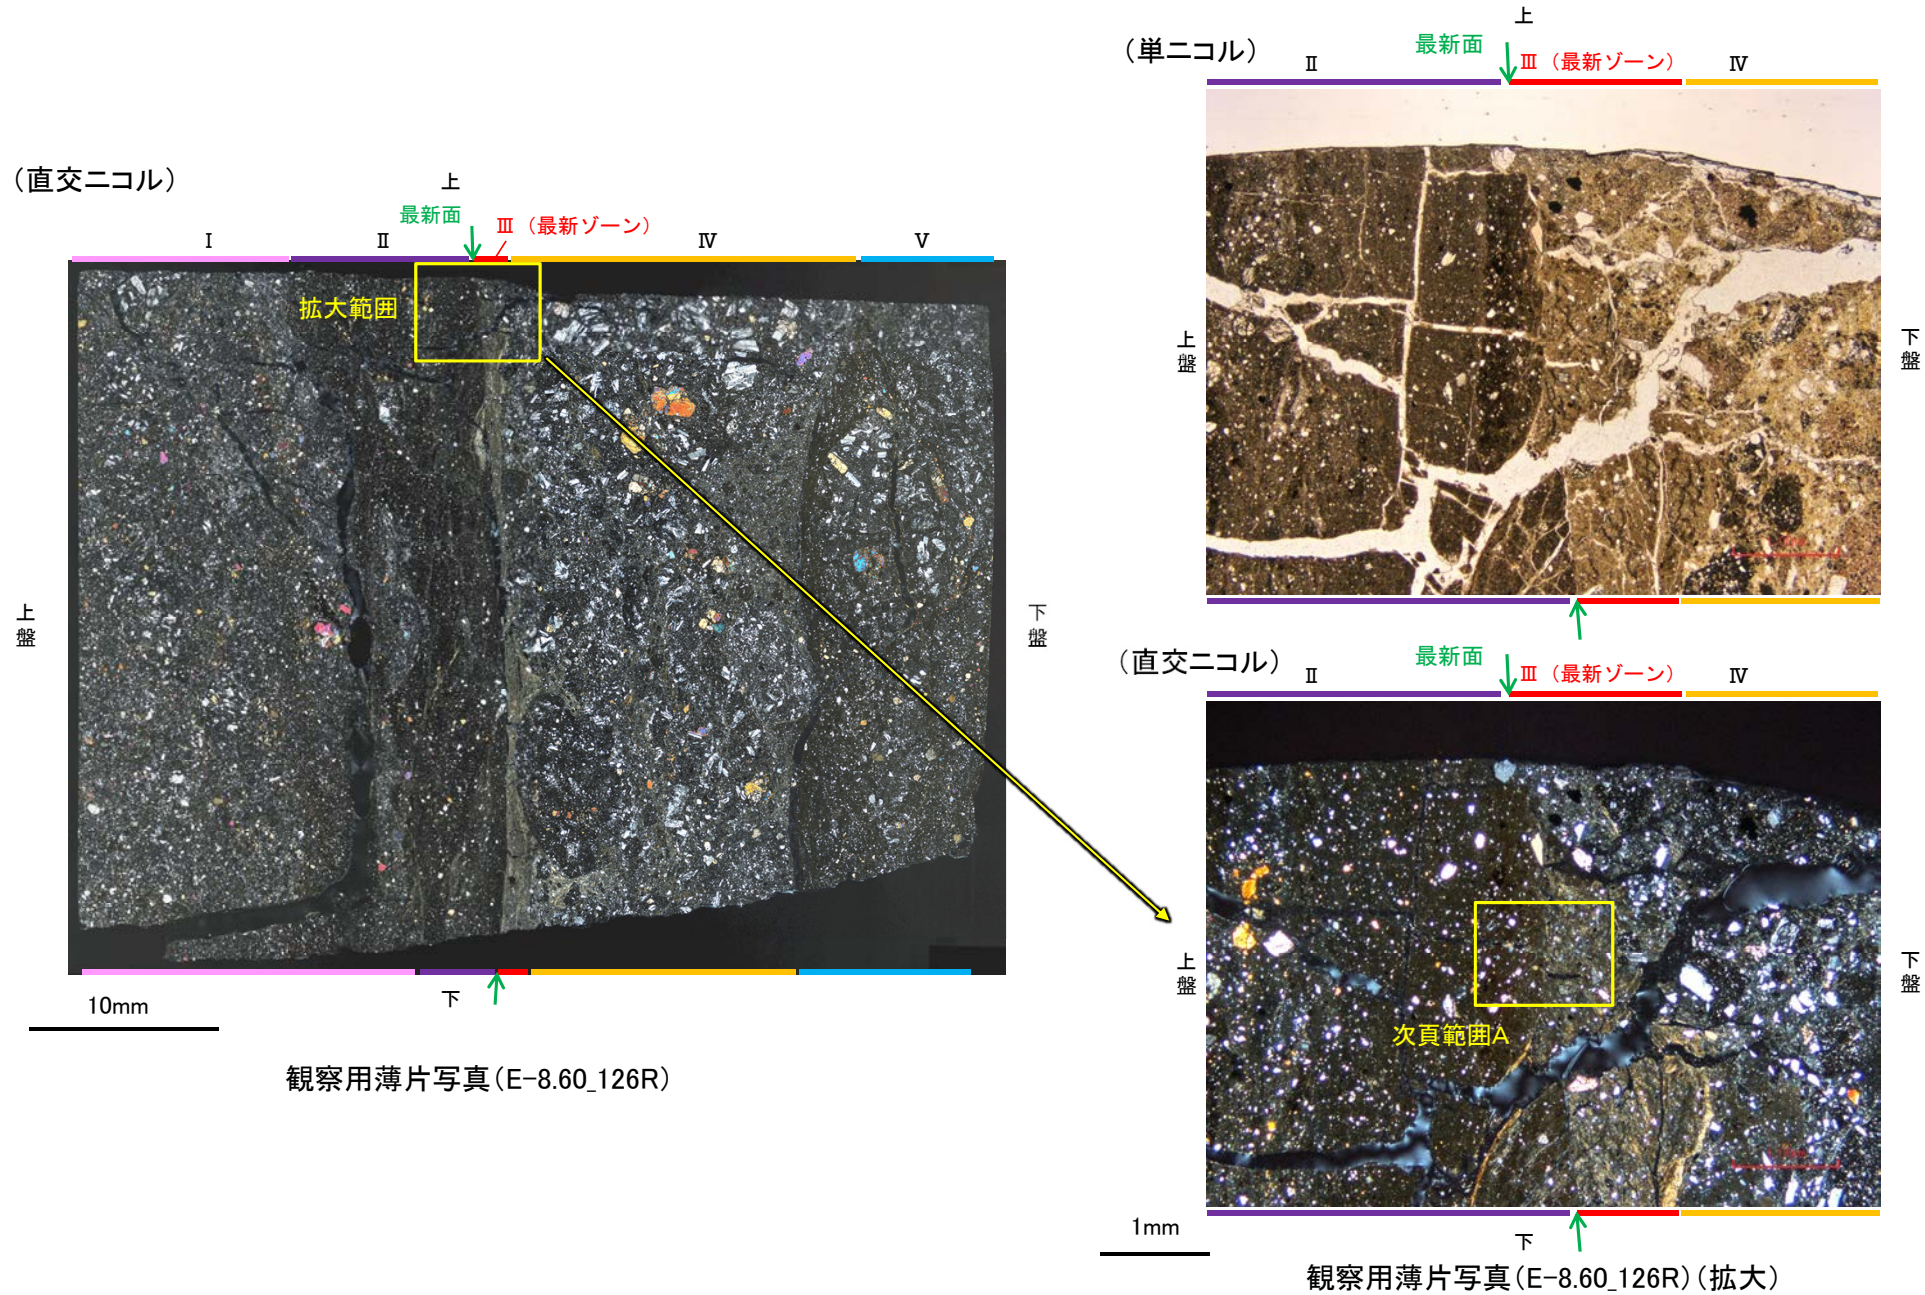 (直交ニコル)
上
最新面
Ⅲ(最新ゾーン)
Ⅰ
Ⅱ
Ⅳ
Ⅴ
拡大範囲
上盤
下盤
下
10mm
観察用薄片写真(E-8.60_126R)
(単ニコル)
上
最新面
Ⅱ
Ⅲ(最新ゾーン)
Ⅳ
上盤
下盤
(直交ニコル)
最新面
Ⅱ
Ⅲ(最新ゾーン)
Ⅳ
上盤
下盤
次頁範囲A
1mm
下
観察用薄片写真(E-8.60_126R)(拡大)